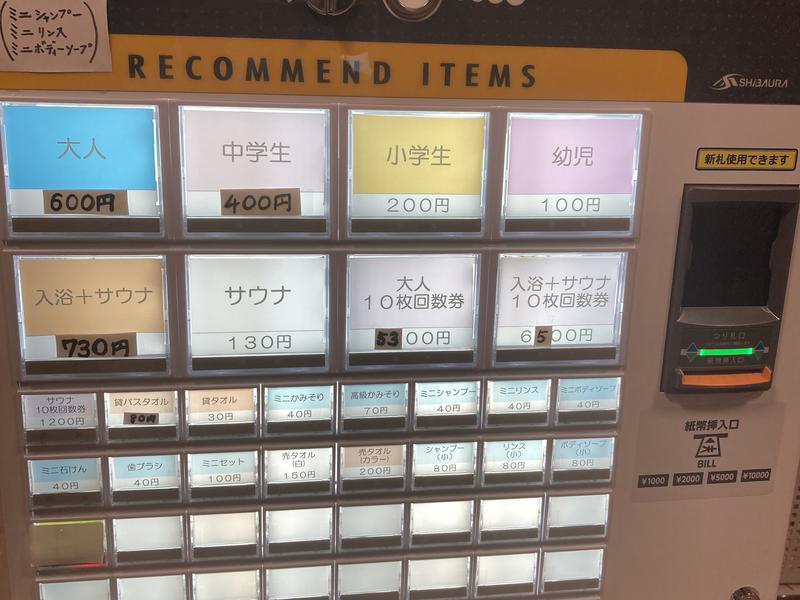 ミニシャンプー
ミニリンス
ミニボディーソープ
RECOMMEND ITEMS
SHIBAURA
大人
600円
中学生
400円
小学生
200円
幼児
100円
新札使用できます
入浴＋サウナ
730円
サウナ
130円
大人
10枚回数券
5300円
入浴＋サウナ
10枚回数券
6500円
つり札口
紙幣挿入口
サウナ
10枚回数券
1200円
貸バスタオル
80円
貸タオル
30円
ミニかみそり
40円
高級かみそり
70円
ミニシャンプー
40円
ミニリンス
40円
ミニボディソープ
40円
ミニ石けん
40円
歯ブラシ
40円
ミニセット
100円
売タオル
(白)
150円
売タオル
(カラー)
200円
シャンプー
(小)
80円
リンス
(小)
80円
ボディソープ
(小)
80円
紙幣挿入口
BILL
¥1000 ¥2000 ¥5000 ¥10000